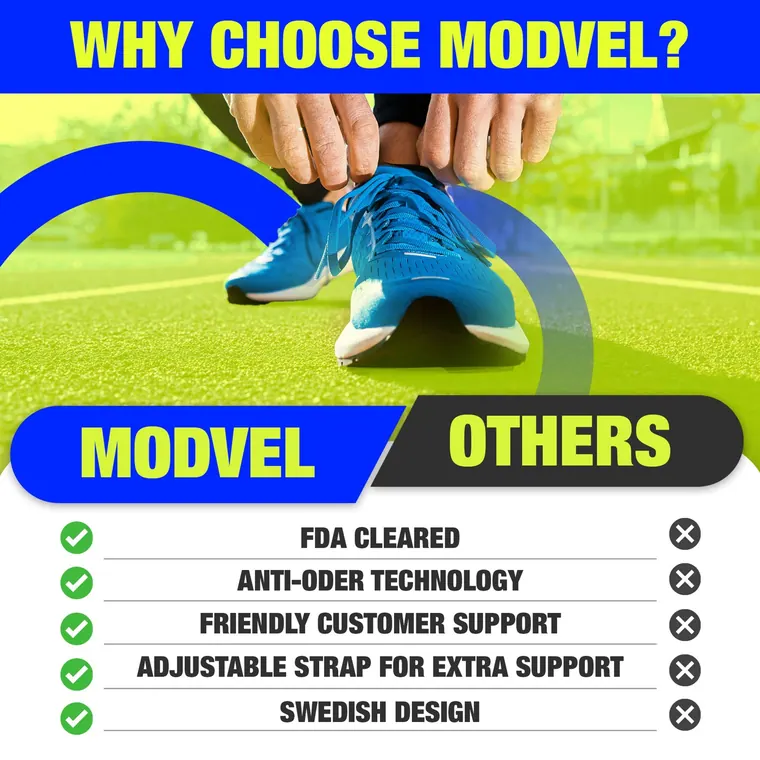 WHY CHOOSE MODVEL?
MODVEL
OTHERS
FDA CLEARED
ANTI-ODER TECHNOLOGY
FRIENDLY CUSTOMER SUPPORT
ADJUSTABLE STRAP FOR EXTRA SUPPORT
SWEDISH DESIGN